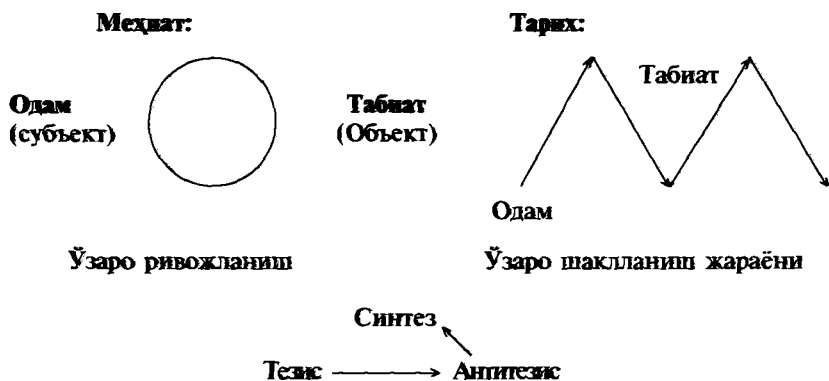 Меҳнат:
Тарих:
Одам
(субъект)
Табиат
(Объект)
Табиат
Одам
Ўзаро ривожланиш
Ўзаро шаклланиш жараёни
Синтез
Тезис
Антитезис